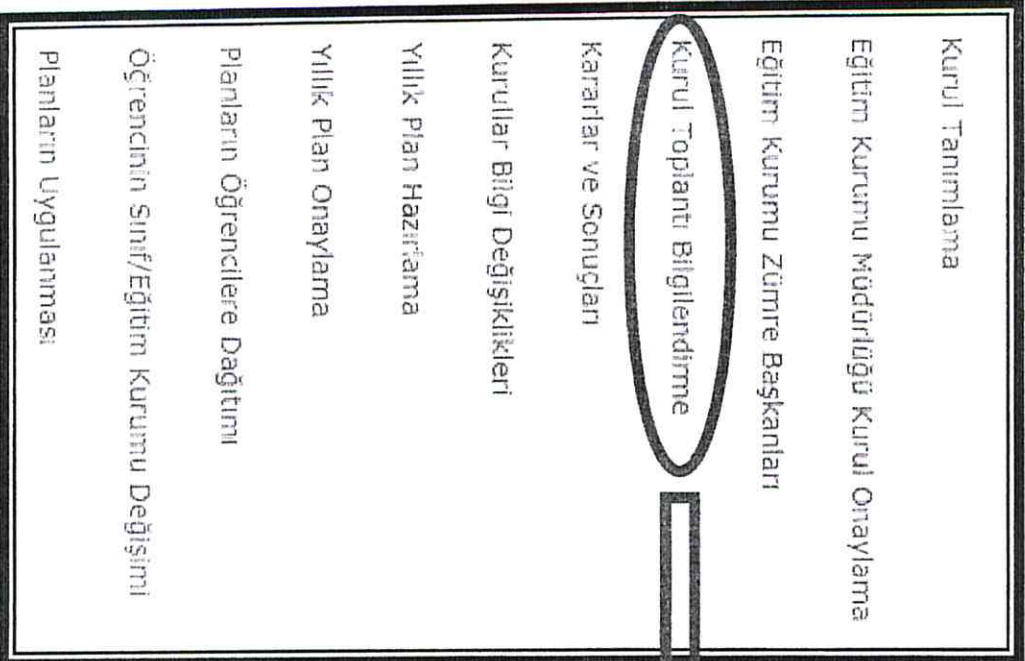 Kurul Tanımlama
Eğitim Kurumu Müdürlüğü Kurul Onaylama
Eğitim Kurumu Zümre Başkanları
Kurul Toplantı Bilgilendirme
Kararlar ve Sonuçları
Kurullar Bilgi Değişiklikleri
Yıllık Plan Hazırlama
Yıllık Plan Onaylama
Planların Öğrencilere Dağıtımı
Öğrencinin Sınıf/Eğitim Kurumu Değişimi
Planların Uygulanması